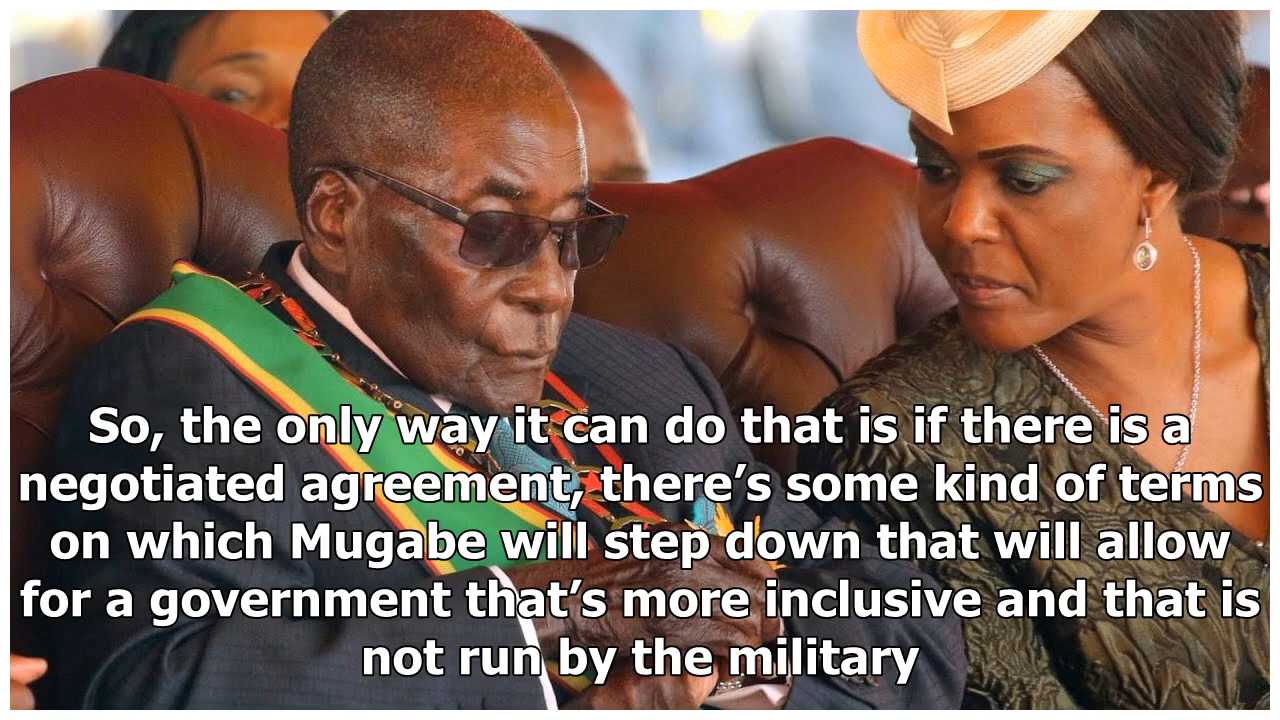 So, the only way it can do that is if there is a
negotiated agreement, there’s some kind of terms
on which Mugabe will step down that will allow
for a government that’s more inclusive and that is
not run by the military